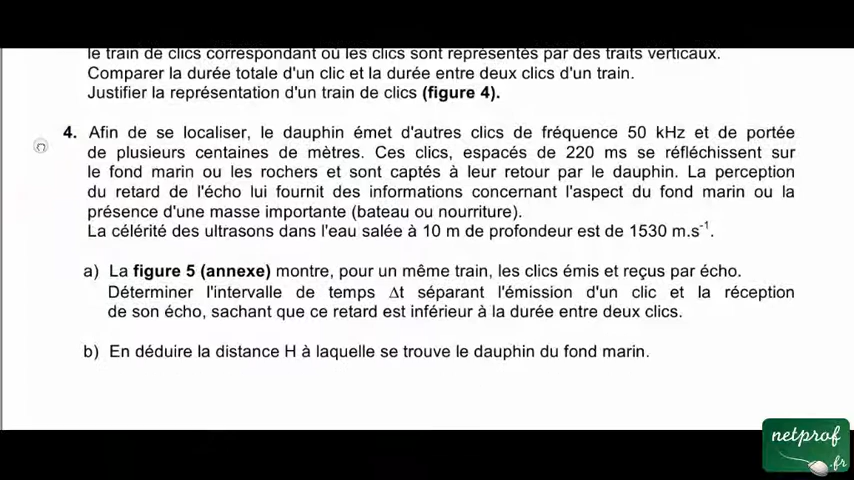 le train de clics correspondant où les clics sont représentés par des traits verticaux.
Comparer la durée totale d'un clic et la durée entre deux clics d'un train.
Justifier la représentation d'un train de clics (figure 4).
4. Afin de se localiser, le dauphin émet d'autres clics de fréquence 50 kHz et de portée
de plusieurs centaines de mètres. Ces clics, espacés de 220 ms se réfléchissent sur
le fond marin ou les rochers et sont captés à leur retour par le dauphin. La perception
du retard de l'écho lui fournit des informations concernant l'aspect du fond marin ou la
présence d'une masse importante (bateau ou nourriture).
La célérité des ultrasons dans l'eau salée à 10 m de profondeur est de 1530 m.s⁻¹.
a) La figure 5 (annexe) montre, pour un même train, les clics émis et reçus par écho.
Déterminer l'intervalle de temps Δt séparant l'émission d'un clic et la réception
de son écho, sachant que ce retard est inférieur à la durée entre deux clics.
b) En déduire la distance H à laquelle se trouve le dauphin du fond marin.
netprof
.fr